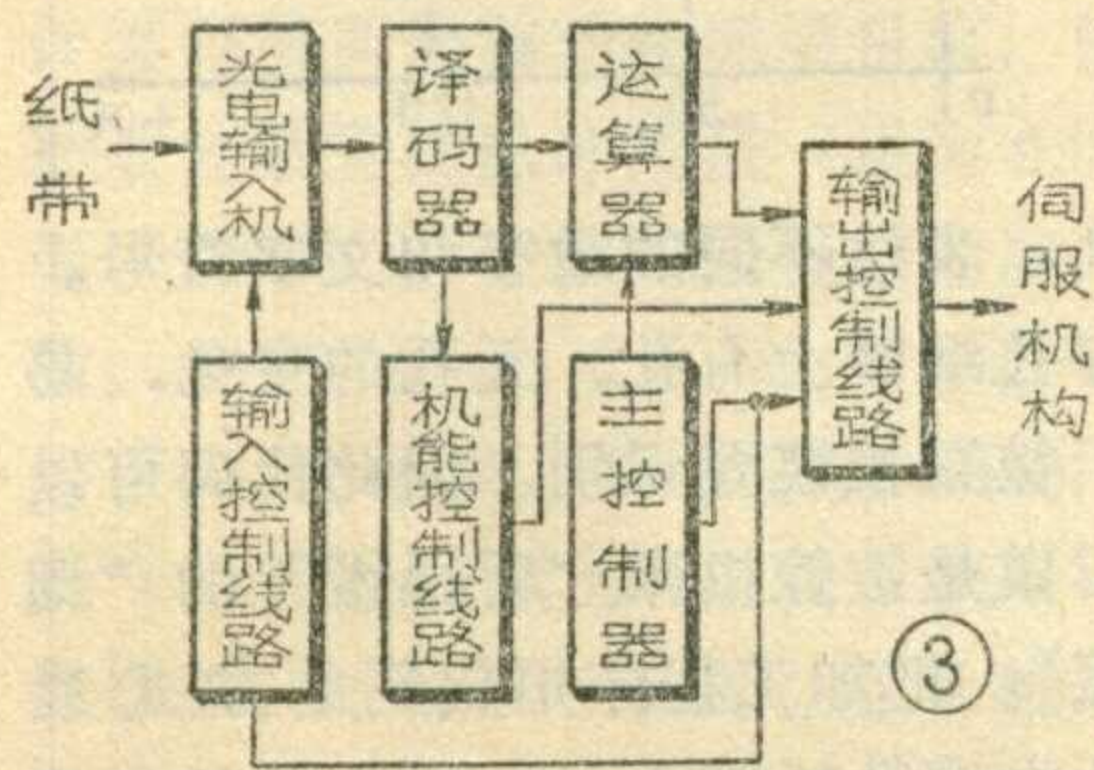 纸带
光电输入机
译码器
运算器
输出控制线路
伺服机构
输入控制线路
机能控制线路
主控制器
③